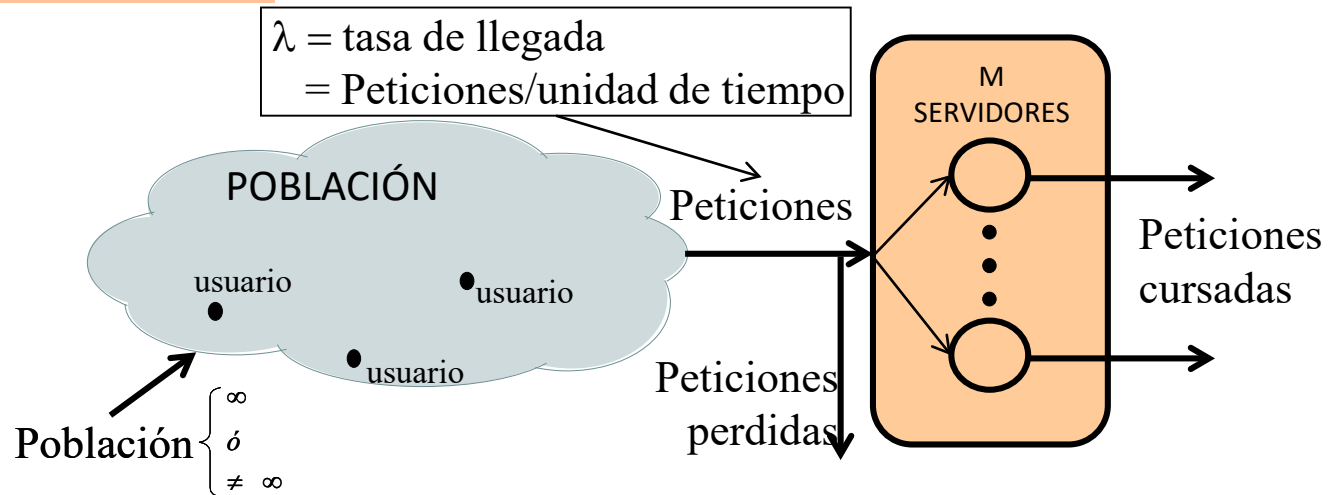 λ = tasa de llegada
= Peticiones/unidad de tiempo
M
SERVIDORES
POBLACIÓN
Peticiones
usuario
usuario
usuario
Peticiones
cursadas
Peticiones
perdidas
Población
∞
ó
≠ ∞